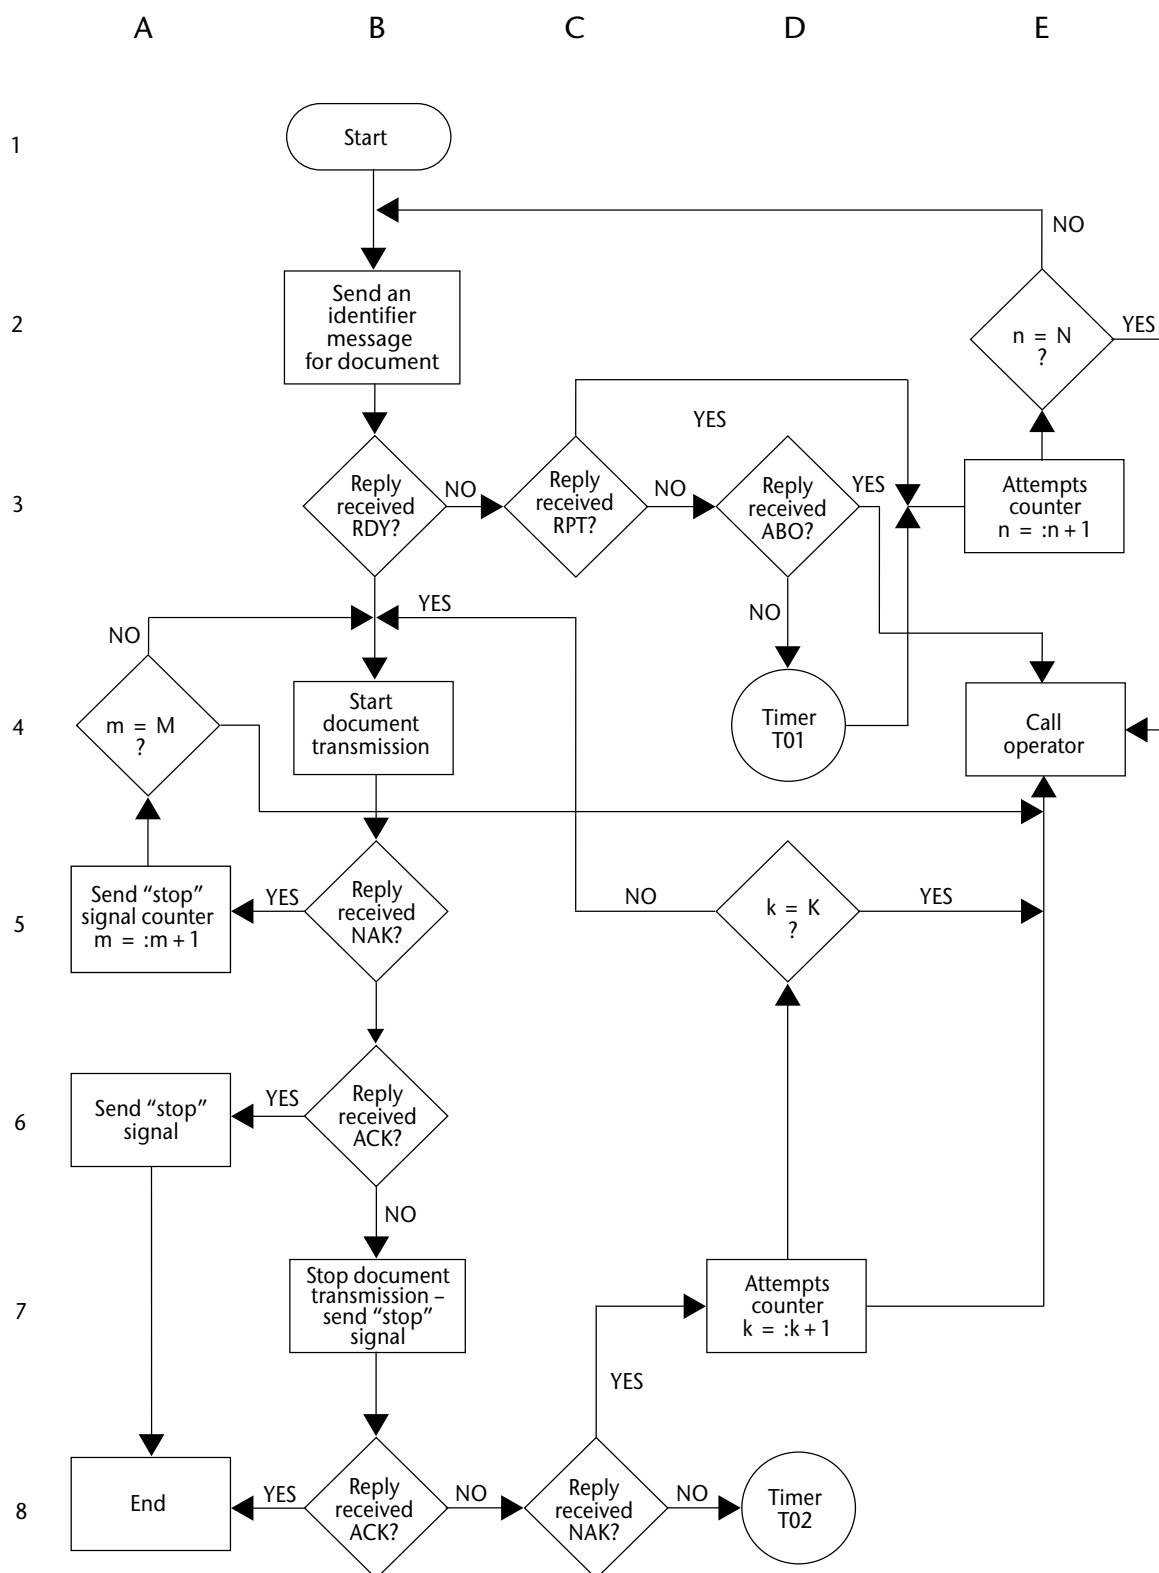 A B C D E
1
Start
NO
2
Send an
identifier
message
for document
n = N
?
YES
YES
3
Reply
received
RDY?
NO
Reply
received
RPT?
NO
Reply
received
ABO?
YES
Attempts
counter
n = :n+1
YES
NO
NO
4
m = M
?
Start
document
transmission
Timer
T01
Call
operator
5
Send “stop”
signal counter
m = :m+1
YES
Reply
received
NAK?
NO
k = K
?
YES
6
Send “stop”
signal
YES
Reply
received
ACK?
NO
7
Stop document
transmission –
send “stop”
signal
Attempts
counter
k = :k+1
YES
8
End
YES
Reply
received
ACK?
NO
Reply
received
NAK?
NO
Timer
T02